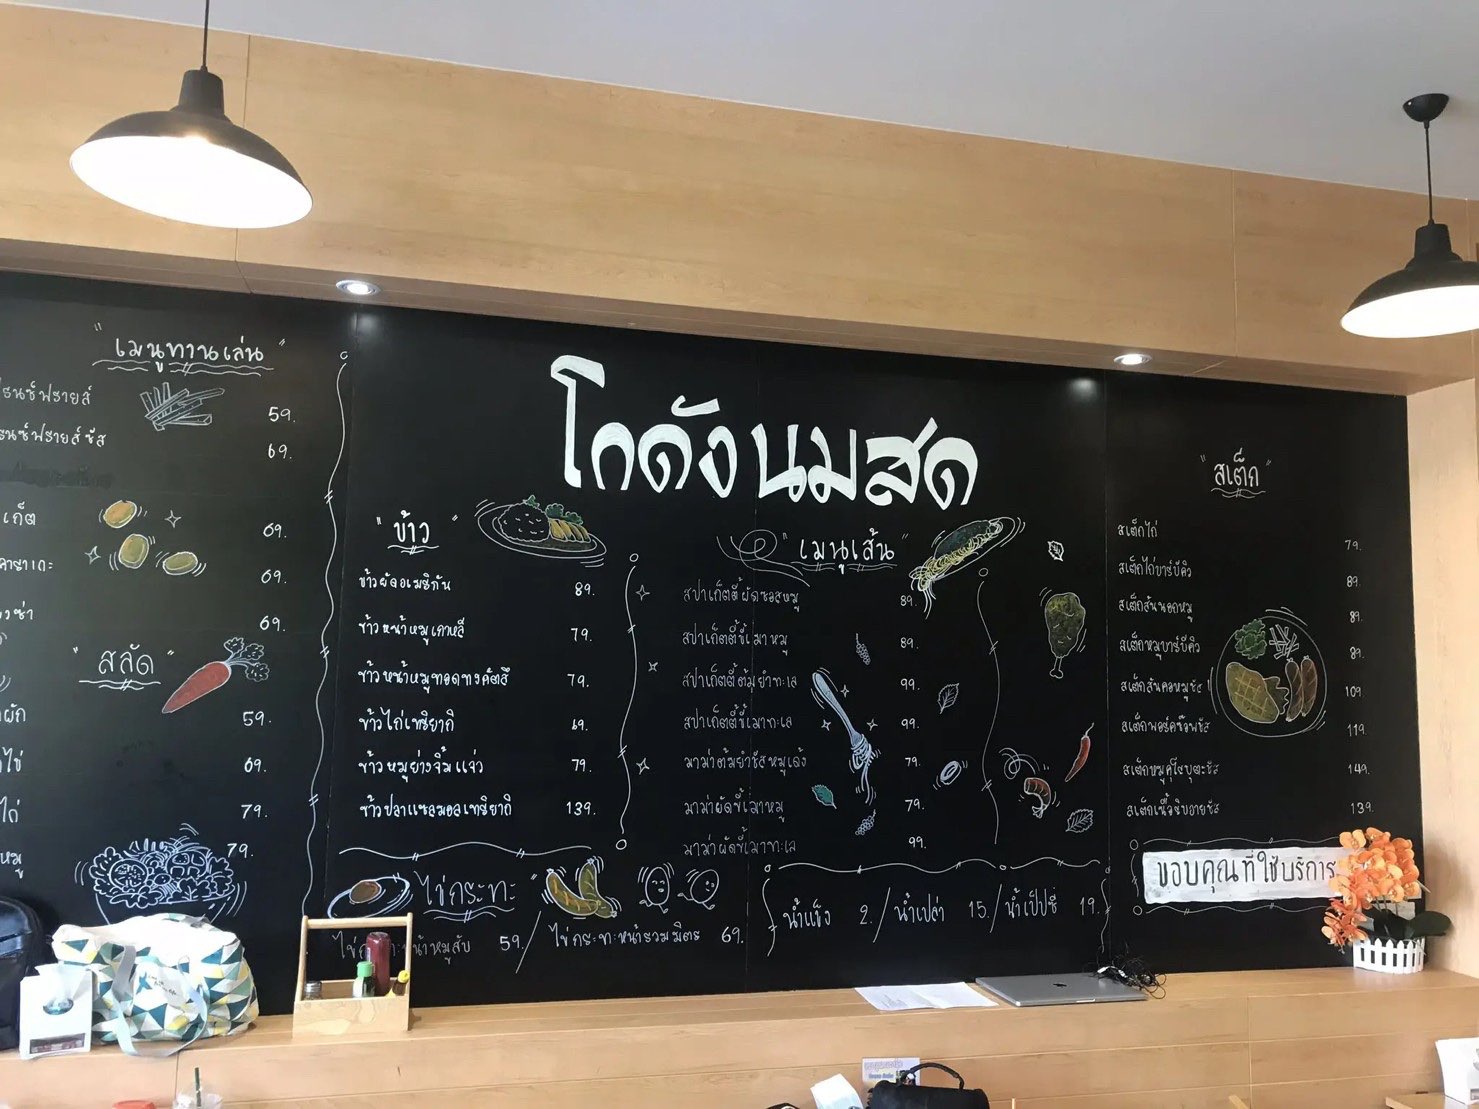 "เมนูทานเล่น"
เรนซ์ฟรายส์ 59.
เรนซ์ฟรายส์ชีส 69.
เก็ต 69.
คาราเกะ 69.
69.
"สลัด"
ผัก 59.
ไข่ 69.
ไก่ 79.
หมู 79.
โกดังนมสด
"ข้าว"
ข้าวผัดอเมริกัน 89.
ข้าวหน้าหมูเกาหลี 79.
ข้าวหน้าหมูทอดทงคัตสึ 79.
ข้าวไก่เทริยากิ 69.
ข้าวหมูย่างจิ้มแจ่ว 79.
ข้าวปลาแซลมอลเทริยากิ 139.
"ไข่กระทะ"
ไข่กระทะหน้าหมูสับ 59. / ไข่กระทะหน้ารวมมิตร 69.
"เมนูเส้น"
สปาเก็ตตี้ผัดซอสหมู 89.
สปาเก็ตตี้ขี้เมาหมู 89.
สปาเก็ตตี้ต้มยำทะเล 99.
สปาเก็ตตี้ขี้เมาทะเล 99.
มาม่าต้มยำชีสหมูเด้ง 79.
มาม่าผัดขี้เมาหมู 79.
มาม่าผัดขี้เมาทะเล 99.
น้ำแข็ง 2. / น้ำเปล่า 15. / น้ำเป็ปซี่ 19.
"สเต็ก"
สเต็กไก่ 79.
สเต็กไก่บาร์บีคิว 89.
สเต็กสันนอกหมู 89.
สเต็กหมูบาร์บีคิว 89.
สเต็กสันคอหมูชีส 109.
สเต็กพอร์คช็อพชีส 119.
สเต็กหมูคุโรบูตะชีส 149.
สเต็กเนื้อริบอายชีส 139.
ขอบคุณที่ใช้บริการ